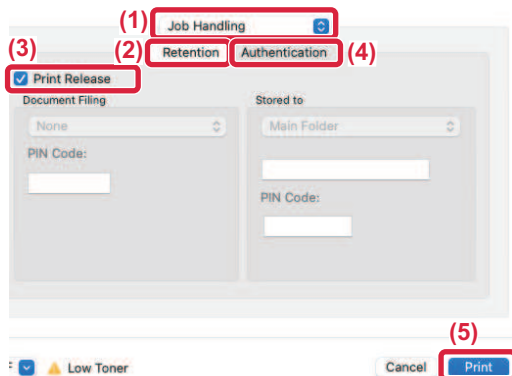 (1)
Job Handling
(3)
(2)
Retention
Authentication
(4)
Print Release
Document Filing
Stored to
None
Main Folder
PIN Code:
PIN Code:
(5)
Low Toner
Cancel
Print